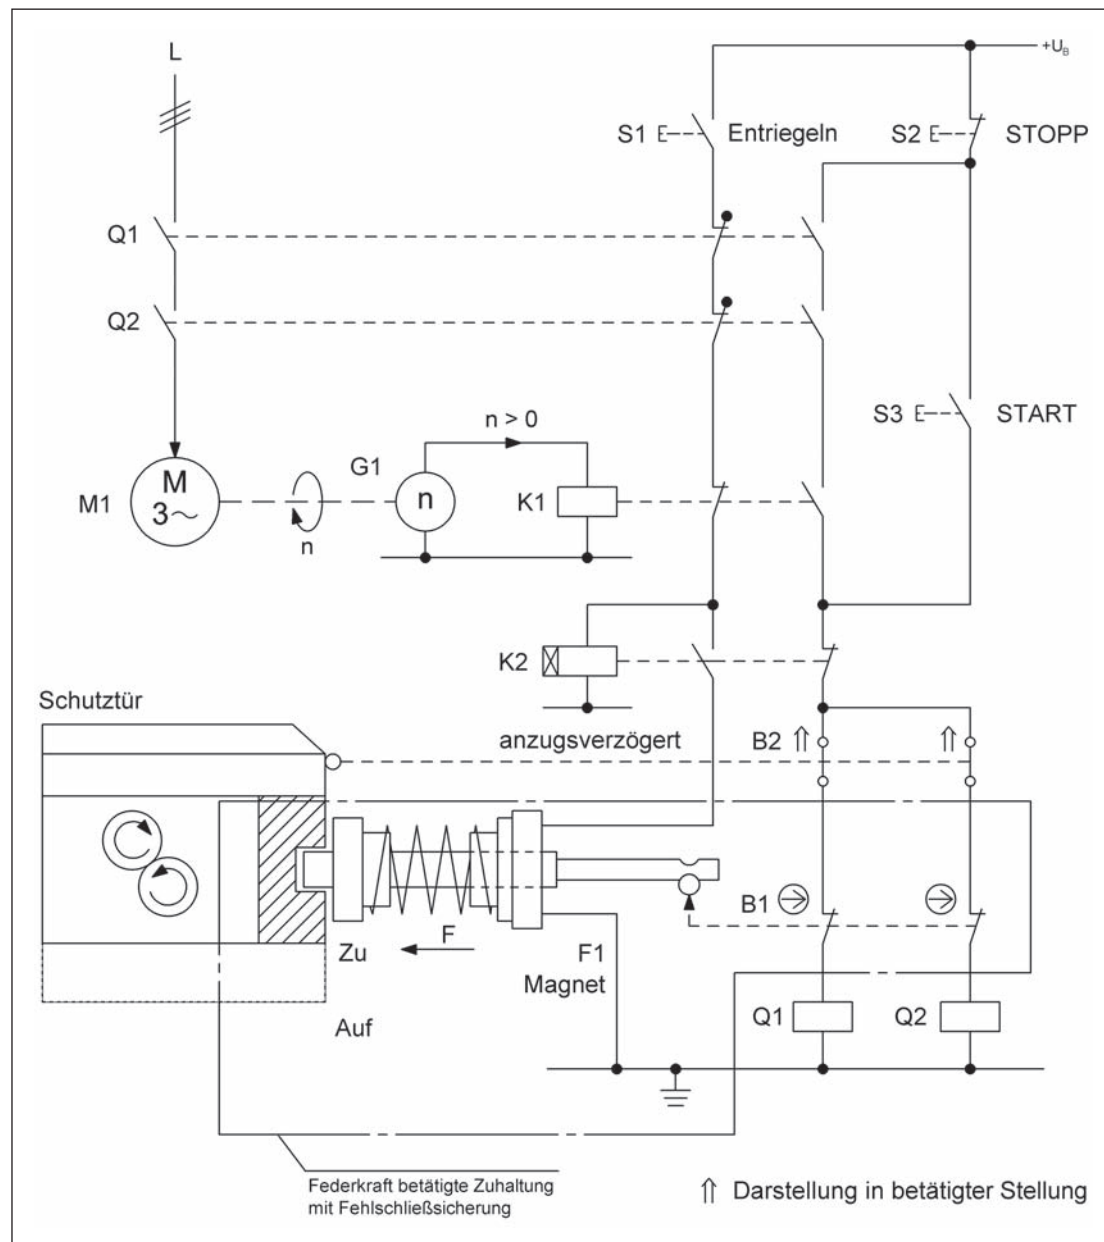 L
+U_B
S1
Entriegeln
S2
STOPP
Q1
Q2
S3
START
n > 0
G1
M1
M
3~
n
K1
n
K2
Schutztür
anzugsverzögert
B2
B1
F
Zu
F1
Magnet
Q1
Q2
Auf
Federkraft betätigte Zuhaltung
mit Fehlschließsicherung
⇑ Darstellung in betätigter Stellung